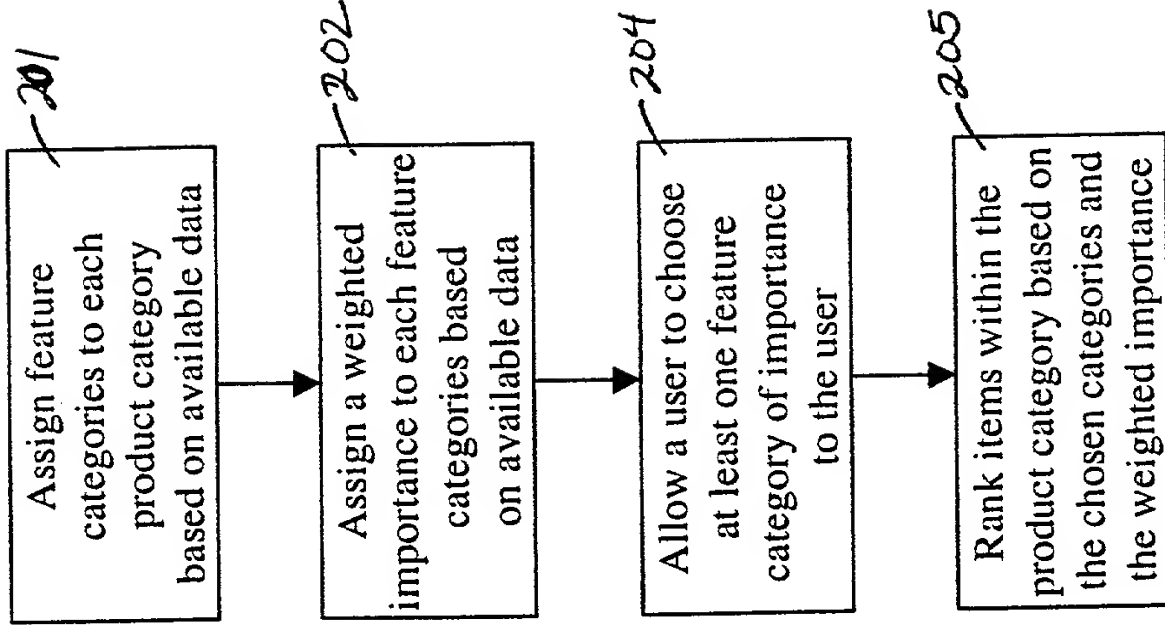 Assign feature
categories to each
product category
based on available data
201
Assign a weighted
importance to each feature
categories based
on available data
202
Allow a user to choose
at least one feature
category of importance
to the user
204
Rank items within the
product category based on
the chosen categories and
the weighted importance
205